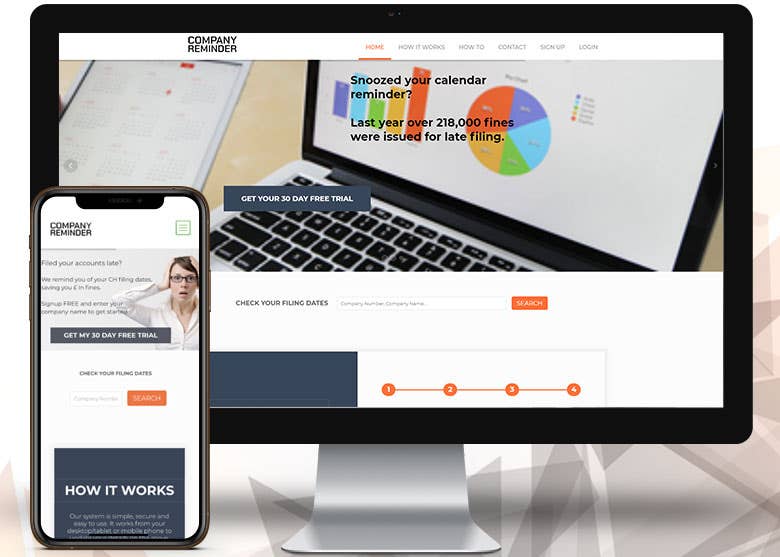 COMPANY
REMINDER
HOME HOW IT WORKS HOW TO CONTACT SIGN UP LOGIN
Snoozed your calendar
reminder?
Last year over 218,000 fines
were issued for late filing.
GET YOUR 30 DAY FREE TRIAL
CHECK YOUR FILING DATES Company Number, Company Name... SEARCH
1 2 3 4
COMPANY
REMINDER
Filed your accounts late?
We remind you of your CH filing dates,
saving you £ in fines.
Signup FREE and enter your
company name to get started
GET MY 30 DAY FREE TRIAL
CHECK YOUR FILING DATES
Company Number SEARCH
HOW IT WORKS
Our system is simple, secure and
easy to use. It works from your
desktop/tablet or mobile phone to